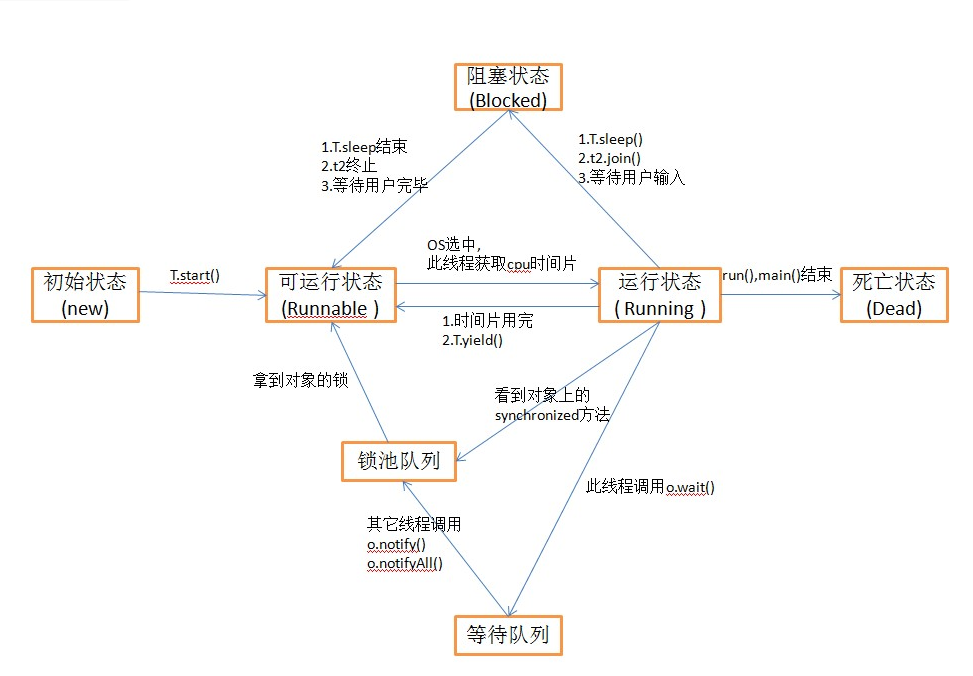 阻塞状态
(Blocked)
1.T.sleep结束
2.t2终止
3.等待用户完毕
1.T.sleep()
2.t2.join()
3.等待用户输入
OS选中,
此线程获取cpu时间片
初始状态
(new)
T.start()
可运行状态
(Runnable )
运行状态
( Running )
run(),main()结束
死亡状态
(Dead)
1.时间片用完
2.T.yield()
拿到对象的锁
看到对象上的
synchronized方法
锁池队列
此线程调用o.wait()
其它线程调用
o.notify()
o.notifyAll()
等待队列